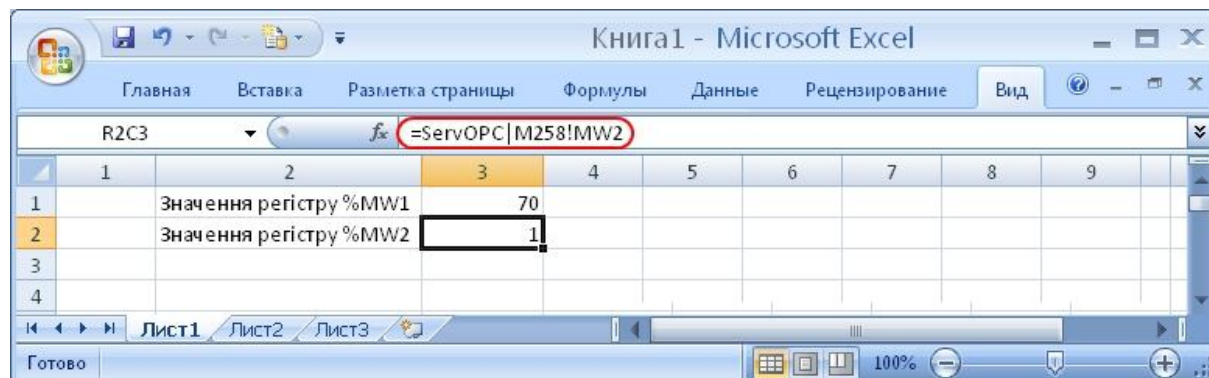 Книга1 - Microsoft Excel
Главная Вставка Разметка страницы Формулы Данные Рецензирование Вид
R2C3 fx =ServOPC|M258!MW2
1 2 3 4 5 6 7 8 9
1 Значення регістру %MW1 70
2 Значення регістру %MW2 1
3
4
Лист1 Лист2 Лист3
Готово 100%